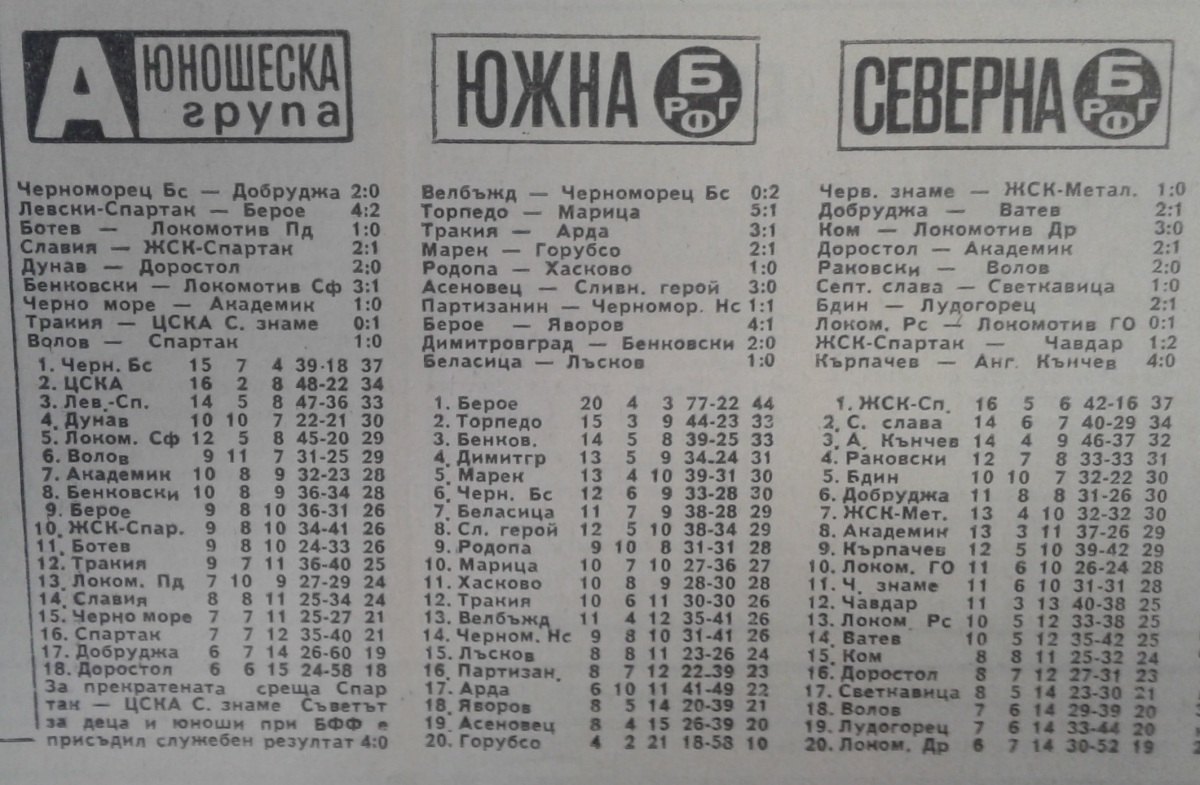 А ЮНОШЕСКА
група
Черноморец Бс — Добруджа 2:0
Левски-Спартак — Берое 4:2
Ботев — Локомотив Пд 1:0
Славия — ЖСК-Спартак 2:1
Дунав — Доростол 2:0
Бенковски — Локомотив Сф 3:1
Черно море — Академик 1:0
Тракия — ЦСКА С. знаме 0:1
Волов — Спартак 1:0
1. Черн. Бс 15 7 4 39-18 37
2. ЦСКА 16 2 8 48-22 34
3. Лев.-Сп. 14 5 8 47-36 33
4. Дунав 10 10 7 22-21 30
5. Локом. Сф 12 5 8 45-20 29
6. Волов 9 11 7 31-25 29
7. Академик 10 8 9 32-23 28
8. Бенковски 10 8 9 36-34 28
9. Берое 9 8 10 36-31 26
10. ЖСК-Спар. 9 8 10 34-41 26
11. Ботев 9 8 10 24-33 26
12. Тракия 9 7 11 36-40 25
13. Локом. Пд 7 10 9 27-29 24
14. Славия 8 8 11 25-34 24
15. Черно море 7 7 11 25-27 21
16. Спартак 7 7 12 35-40 21
17. Добруджа 6 7 14 26-60 19
18. Доростол 6 6 15 24-58 18
За прекратената среща Спар
так — ЦСКА С. знаме Съветът
за деца и юноши при БФФ е
присъдил служебен резултат 4:0
ЮЖНА Б
РФГ
Велбъжд — Черноморец Бс 0:2
Торпедо — Марица 5:1
Тракия — Арда 3:1
Марек — Горубсо 2:1
Родопа — Хасково 1:0
Асеновец — Сливн. герой 3:0
Партизанин — Черномор. Нс 1:1
Берое — Яворов 4:1
Димитровград — Бенковски 2:0
Беласица — Лъсков 1:0
1. Берое 20 4 3 77-22 44
2. Торпедо 15 3 9 44-23 33
3. Бенков. 14 5 8 39-25 33
4. Димитгр 13 5 9 34-24 31
5. Марек 13 4 10 39-31 30
6. Черн. Бс 12 6 9 33-28 30
7. Беласица 11 7 9 38-28 29
8. Сл. герой 12 5 10 38-34 29
9. Родопа 9 10 8 31-31 28
10. Марица 10 7 10 27-36 27
11. Хасково 10 8 9 28-30 28
12. Тракия 10 6 11 30-30 26
13. Велбъжд 11 4 12 35-41 26
14. Черном. Нс 9 8 10 31-41 26
15. Лъсков 8 8 11 23-26 24
16. Партизан. 8 7 12 22-39 23
17. Арда 6 10 11 41-49 22
18. Яворов 8 5 14 20-39 21
19. Асеновец 8 4 15 26-39 20
20. Горубсо 4 2 21 18-58 10
СЕВЕРНА Б
РФГ
Черв. знаме — ЖСК-Метал. 1:0
Добруджа — Ватев 2:1
Ком — Локомотив Др 3:0
Доростол — Академик 2:1
Раковски — Волов 2:0
Септ. слава — Светкавица 1:0
Бдин — Лудогорец 2:1
Локом. Рс — Локомотив ГО 0:1
ЖСК-Спартак — Чавдар 1:2
Кърпачев — Анг. Кънчев 4:0
1. ЖСК-Сп. 16 5 6 42-16 37
2. С. слава 14 6 7 40-29 34
3. А. Кънчев 14 4 9 46-37 32
4. Раковски 12 7 8 33-33 31
5. Бдин 10 10 7 32-22 30
6. Добруджа 11 8 8 31-26 30
7. ЖСК-Мет. 13 4 10 32-32 30
8. Академик 13 3 11 37-26 29
9. Кърпачев 12 5 10 39-42 29
10. Локом. ГО 11 6 10 26-24 28
11. Ч. знаме 11 6 10 31-31 28
12. Чавдар 11 3 13 40-38 25
13. Локом. Рс 10 5 12 33-38 25
14. Ватев 10 5 12 35-42 25
15. Ком 8 8 11 25-32 24
16. Доростол 8 7 12 27-31 23
17. Светкавица 8 5 14 23-30 21
18. Волов 7 6 14 29-39 20
19. Лудогорец 7 6 14 33-44 20
20. Локом. Др 6 7 14 30-52 19